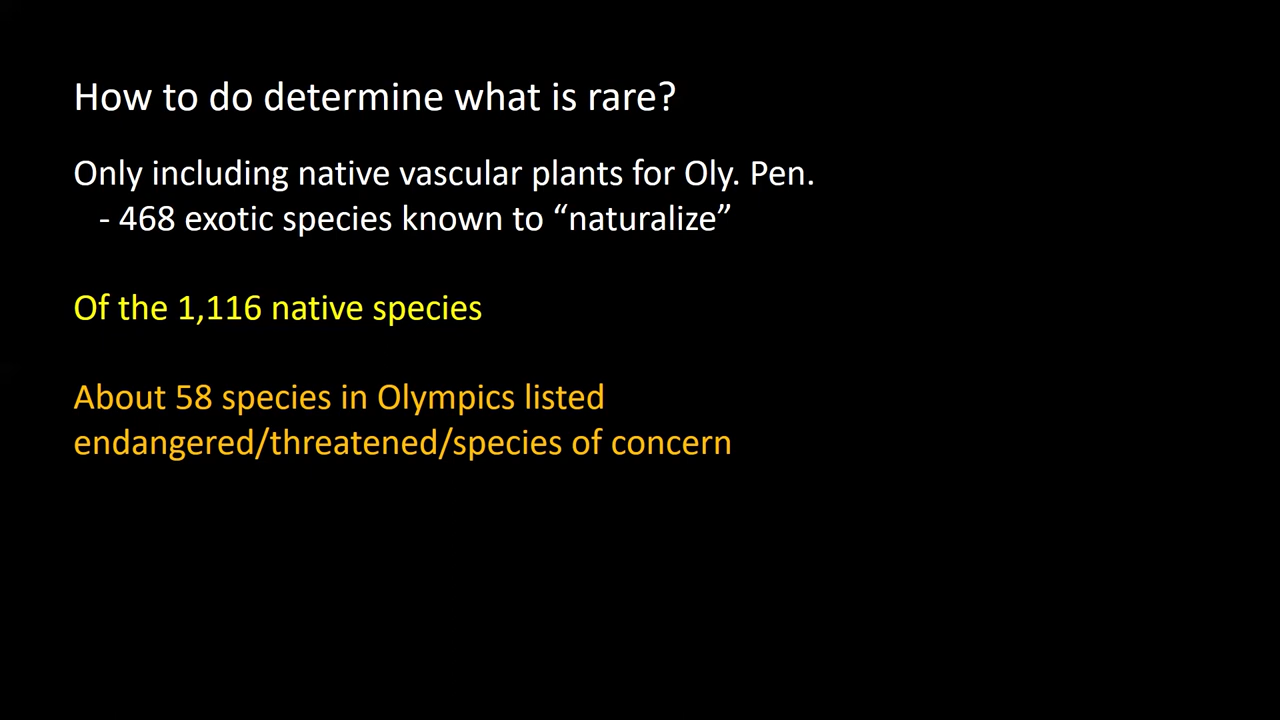 How to do determine what is rare?
Only including native vascular plants for Oly. Pen.
- 468 exotic species known to “naturalize”
Of the 1,116 native species
About 58 species in Olympics listed
endangered/threatened/species of concern